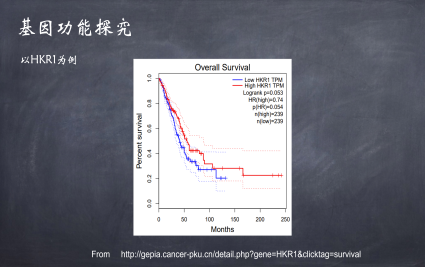 基因功能探究
以HKR1为例
Overall Survival
Low HKR1 TPM
High HKR1 TPM
Logrank p=0.053
HR(high)=0.74
p(HR)=0.054
n(high)=239
n(low)=239
Percent survival
1.0
0.8
0.6
0.4
0.2
0.0
0 50 100 150 200 250
Months
From http://gepia.cancer-pku.cn/detail.php?gene=HKR1&clicktag=survival